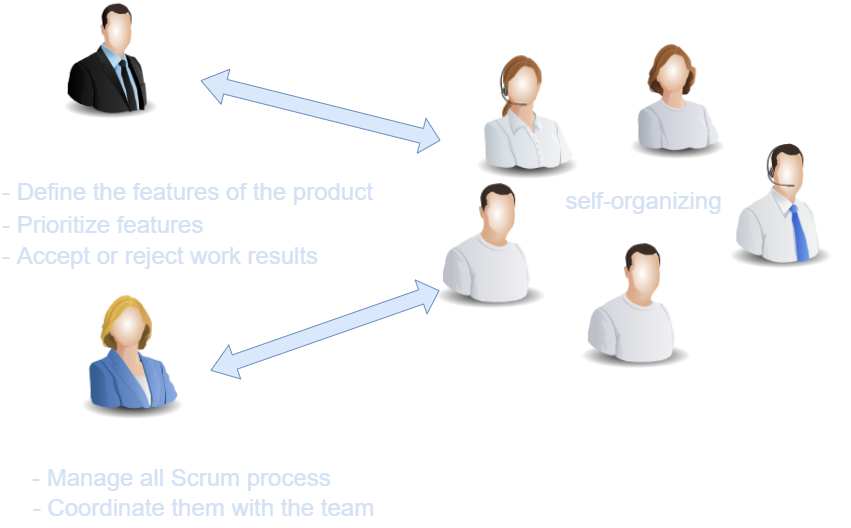 - Define the features of the product
- Prioritize features
- Accept or reject work results
self-organizing
- Manage all Scrum process
- Coordinate them with the team